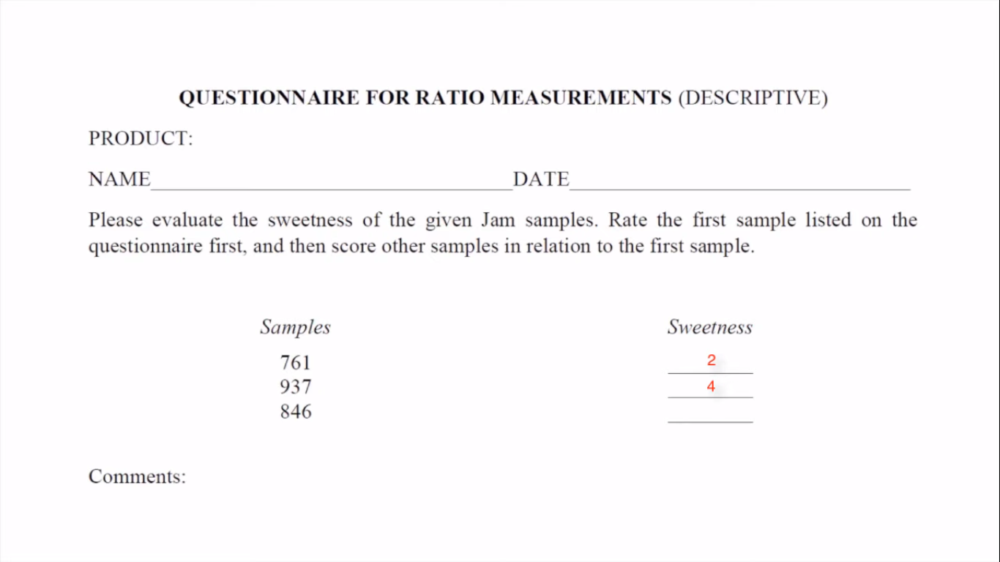 QUESTIONNAIRE FOR RATIO MEASUREMENTS (DESCRIPTIVE)
PRODUCT:
NAME DATE
Please evaluate the sweetness of the given Jam samples. Rate the first sample listed on the
questionnaire first, and then score other samples in relation to the first sample.
Samples Sweetness
761 2
937 4
846
Comments: